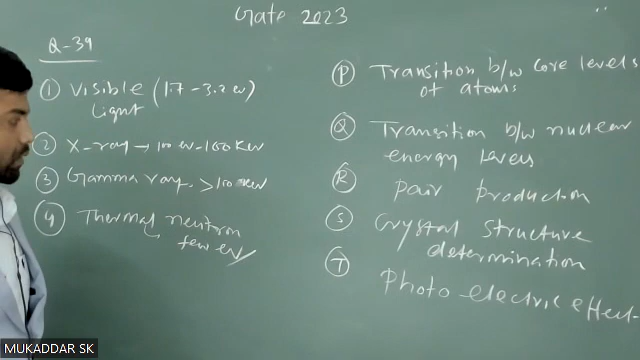 Gate 2023
Q-39
① Visible (1.7 - 3.2 ev)
Light
② X-ray → 100 ev - 100 Kev
③ Gamma ray > 100 Kev
④ Thermal neutron
few ev
Ⓟ Transition b/w core levels
of atoms
Ⓠ Transition b/w nuclear
energy levels
Ⓡ Pair production
Ⓢ Crystal structure
determination
Ⓣ Photo-electric effect
MUKADDAR SK